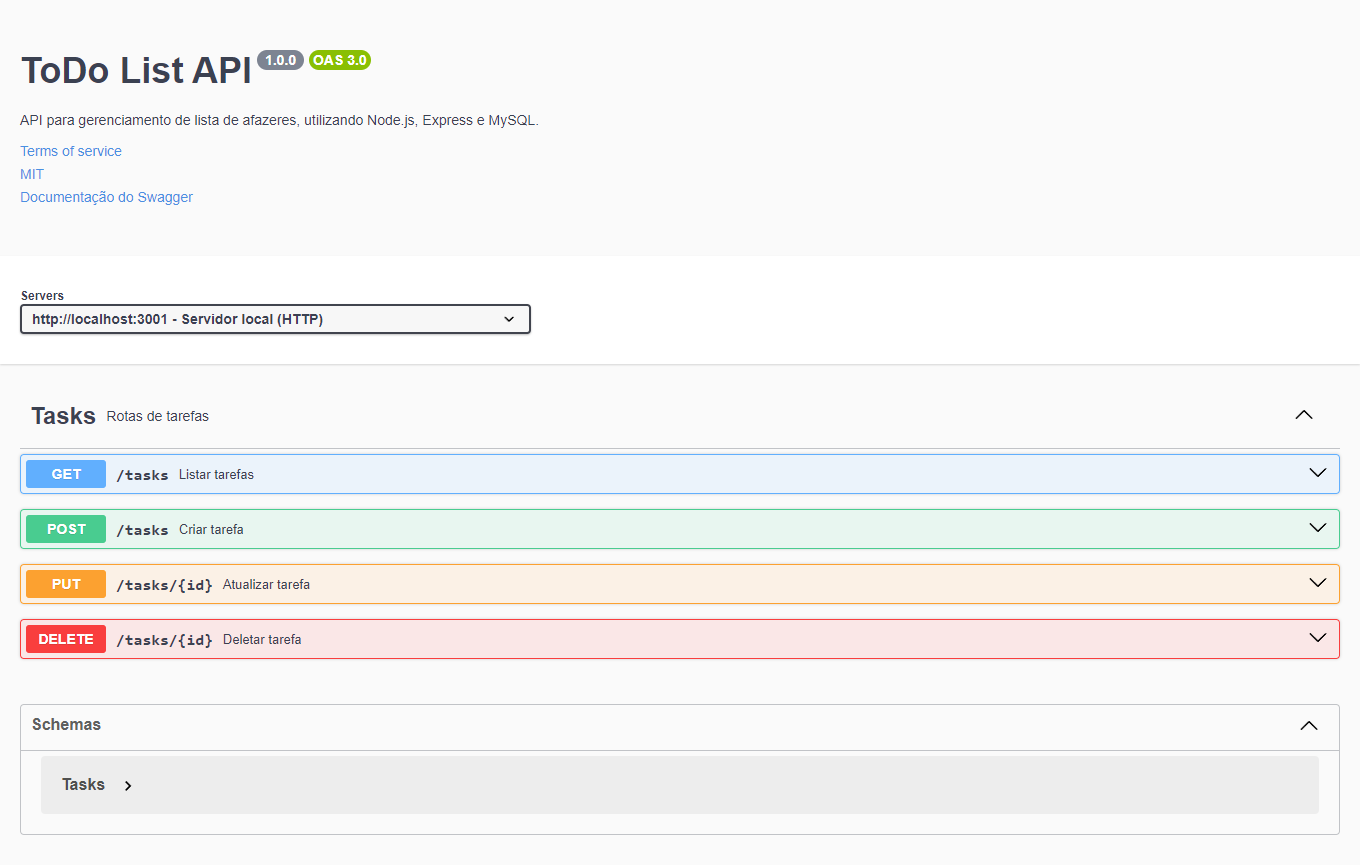 ToDo List API 1.0.0 OAS 3.0
API para gerenciamento de lista de afazeres, utilizando Node.js, Express e MySQL.
Terms of service
MIT
Documentação do Swagger
Servers
http://localhost:3001 - Servidor local (HTTP)
Tasks Rotas de tarefas
GET /tasks Listar tarefas
POST /tasks Criar tarefa
PUT /tasks/{id} Atualizar tarefa
DELETE /tasks/{id} Deletar tarefa
Schemas
Tasks